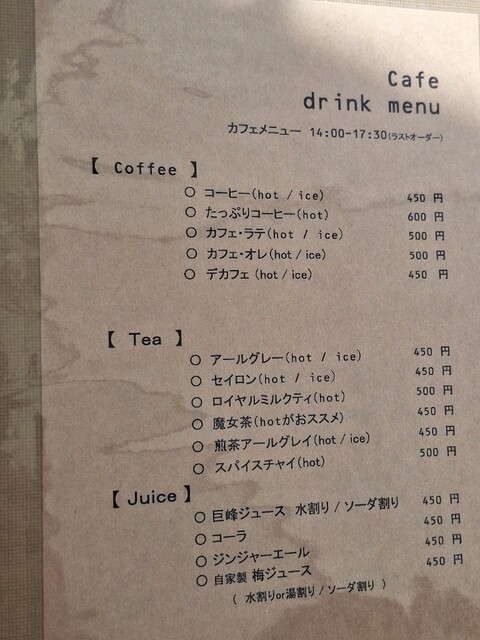 Cafe
drink menu
カフェメニュー 14:00-17:30(ラストオーダー)
【 Coffee 】
○ コーヒー(hot / ice) 450 円
○ たっぷりコーヒー(hot) 600 円
○ カフェ・ラテ(hot / ice) 500 円
○ カフェ・オレ(hot / ice) 500 円
○ デカフェ (hot / ice) 450 円
【 Tea 】
○ アールグレー(hot / ice) 450 円
○ セイロン(hot / ice) 450 円
○ ロイヤルミルクティ(hot) 500 円
○ 魔女茶(hotがおススメ) 450 円
○ 煎茶アールグレイ(hot / ice) 450 円
○ スパイスチャイ(hot) 500 円
【 Juice 】
○ 巨峰ジュース 水割り / ソーダ割り 450 円
○ コーラ 450 円
○ ジンジャーエール 450 円
○ 自家製 梅ジュース 450 円
( 水割りor湯割り / ソーダ割り )